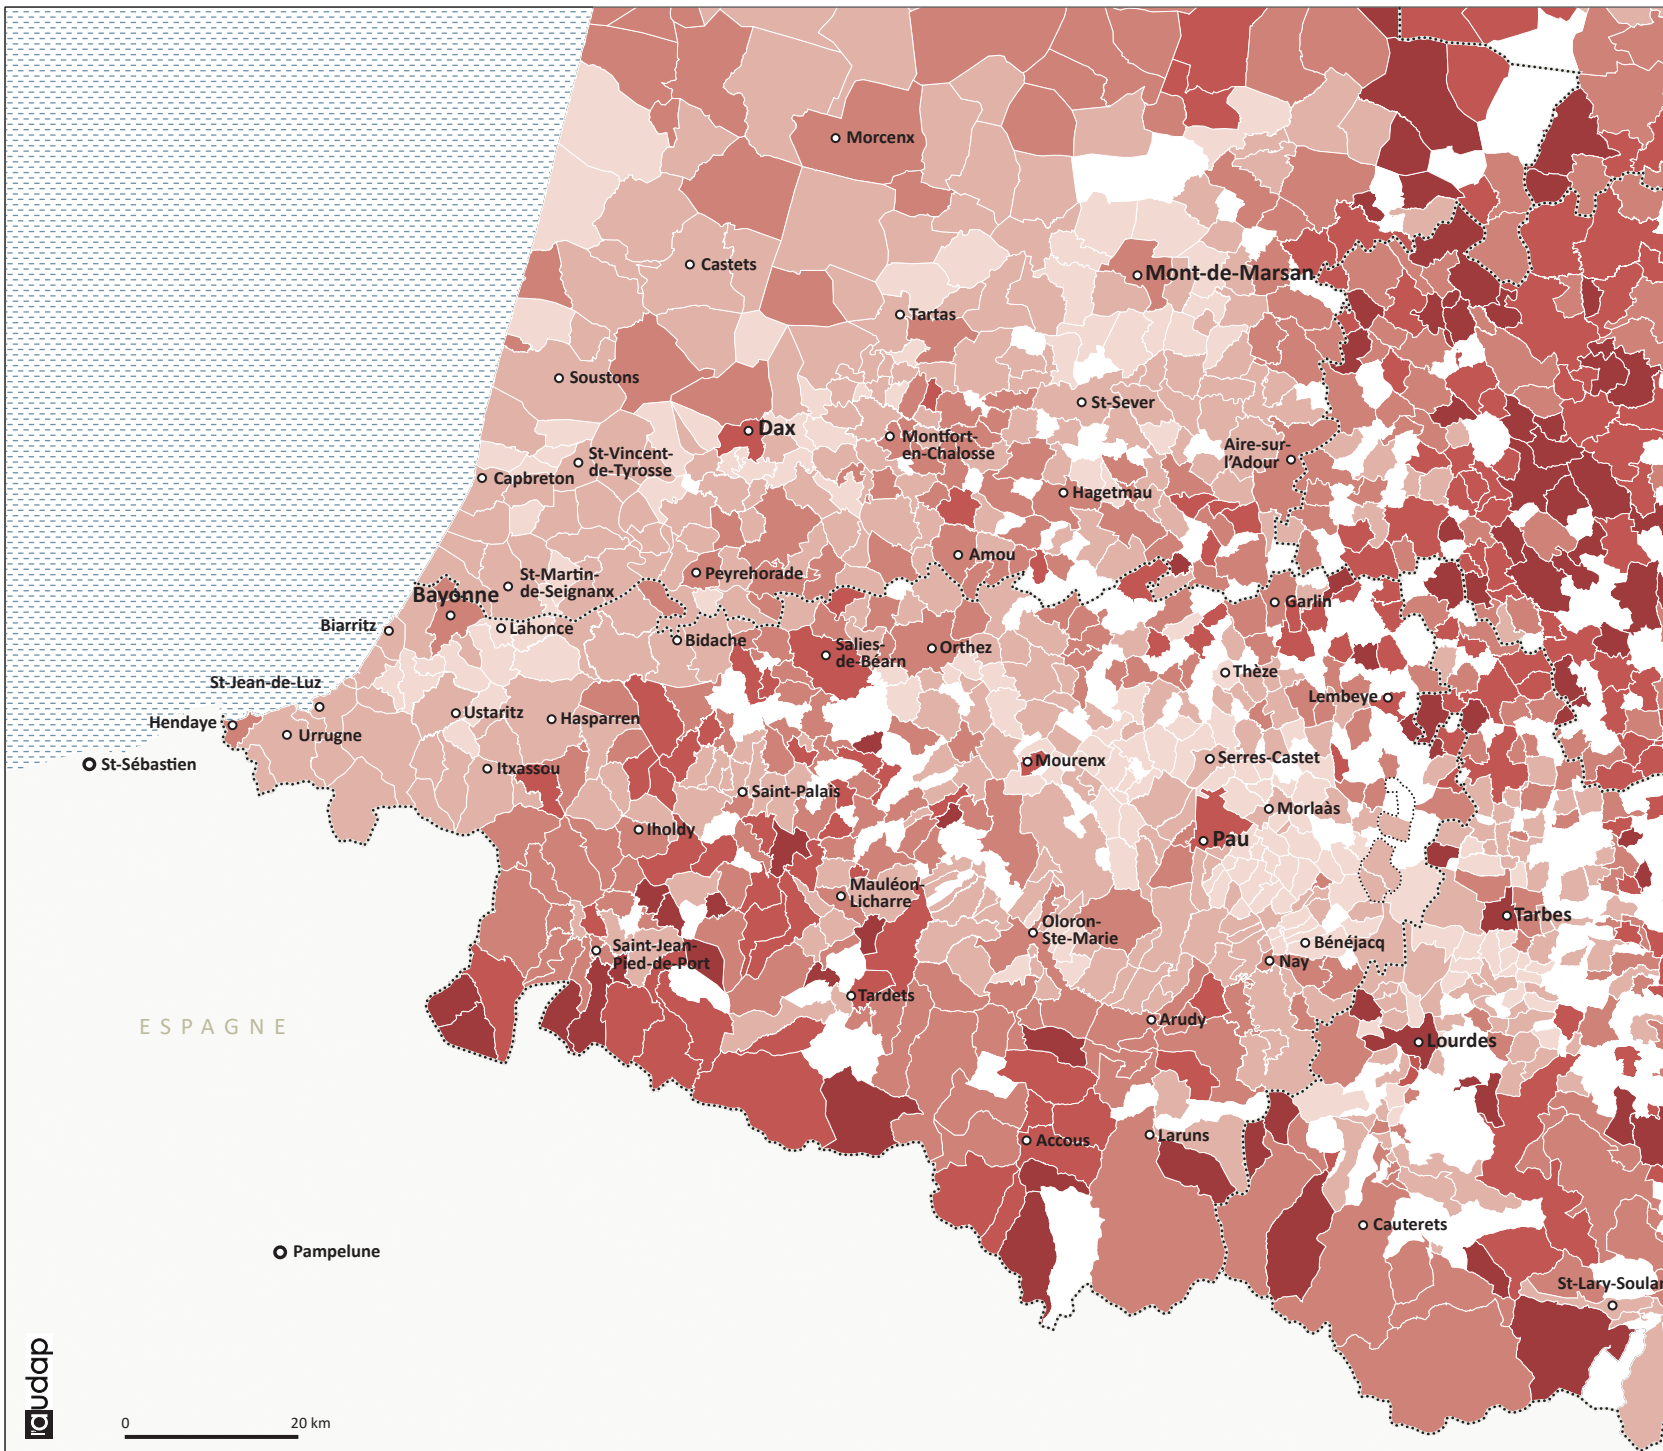 Morcenx
Castets
Mont-de-Marsan
Tartas
Soustons
St-Sever
Dax
Montfort-
en-Chalosse
Aire-sur-
l'Adour
St-Vincent-
de-Tyrosse
Capbreton
Hagetmau
Amou
Peyrehorade
St-Martin-
de-Seignanx
Bayonne
Garlin
Biarritz
Lahonce
Bidache
Salies-
de-Béarn
Orthez
Thèze
St-Jean-de-Luz
Lembeye
Hendaye
Urrugne
Ustaritz
Hasparren
St-Sébastien
Itxassou
Mourenx
Serres-Castet
Saint-Palais
Morlaàs
Iholdy
Pau
Mauléon-
Licharre
Oloron-
Ste-Marie
Tarbes
Saint-Jean-
Pied-de-Port
Bénéjacq
Nay
Tardets
Arudy
ESPAGNE
Lourdes
Accous
Laruns
Cauterets
Pampelune
St-Lary-Soular
l'audap
0 20 km